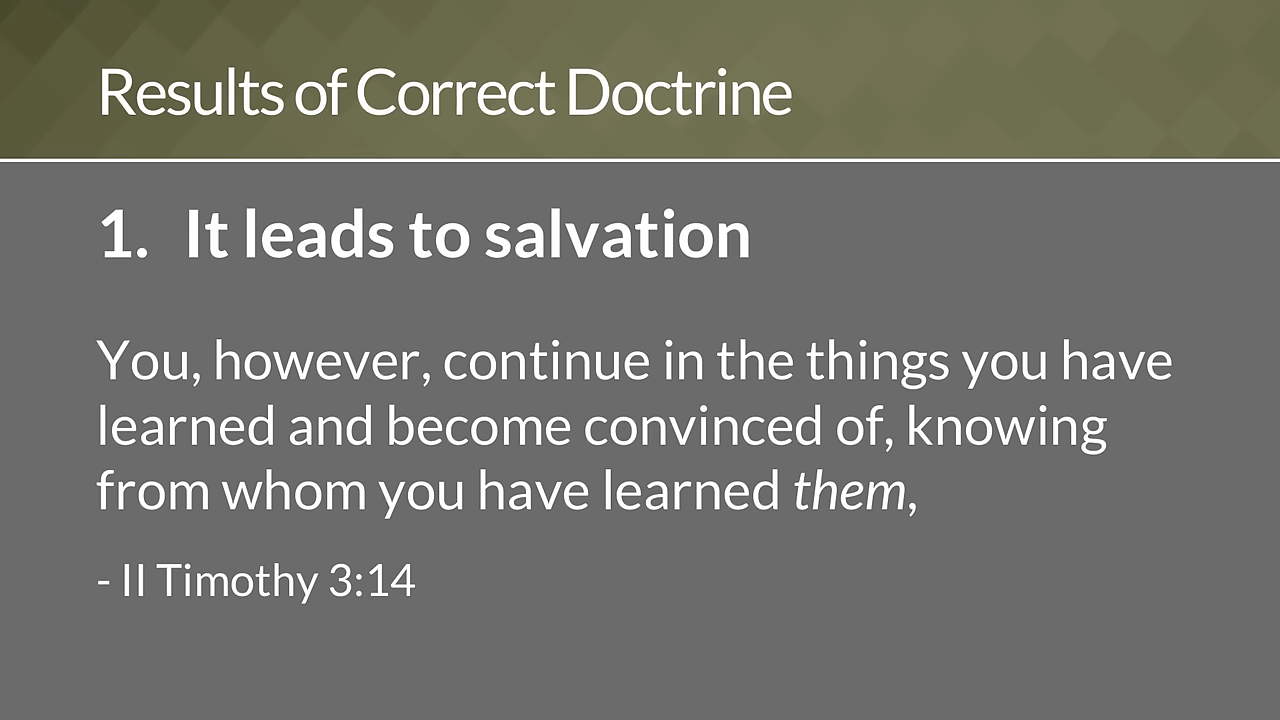 Results of Correct Doctrine
1. It leads to salvation
You, however, continue in the things you have
learned and become convinced of, knowing
from whom you have learned them,
- II Timothy 3:14